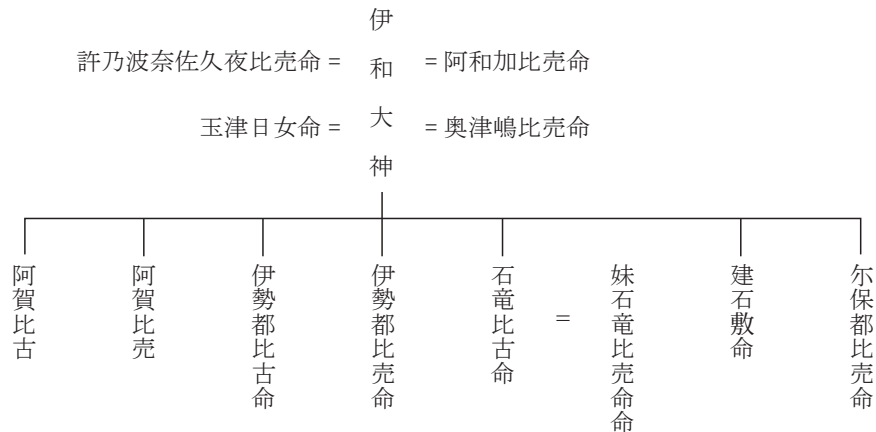 伊和大神
許乃波奈佐久夜比売命 =
= 阿和加比売命
玉津日女命 =
= 奥津嶋比売命
阿賀比古
阿賀比売
伊勢都比古命
伊勢都比売命
石竜比古命
=
妹石竜比売命命
建石敷命
尓保都比売命